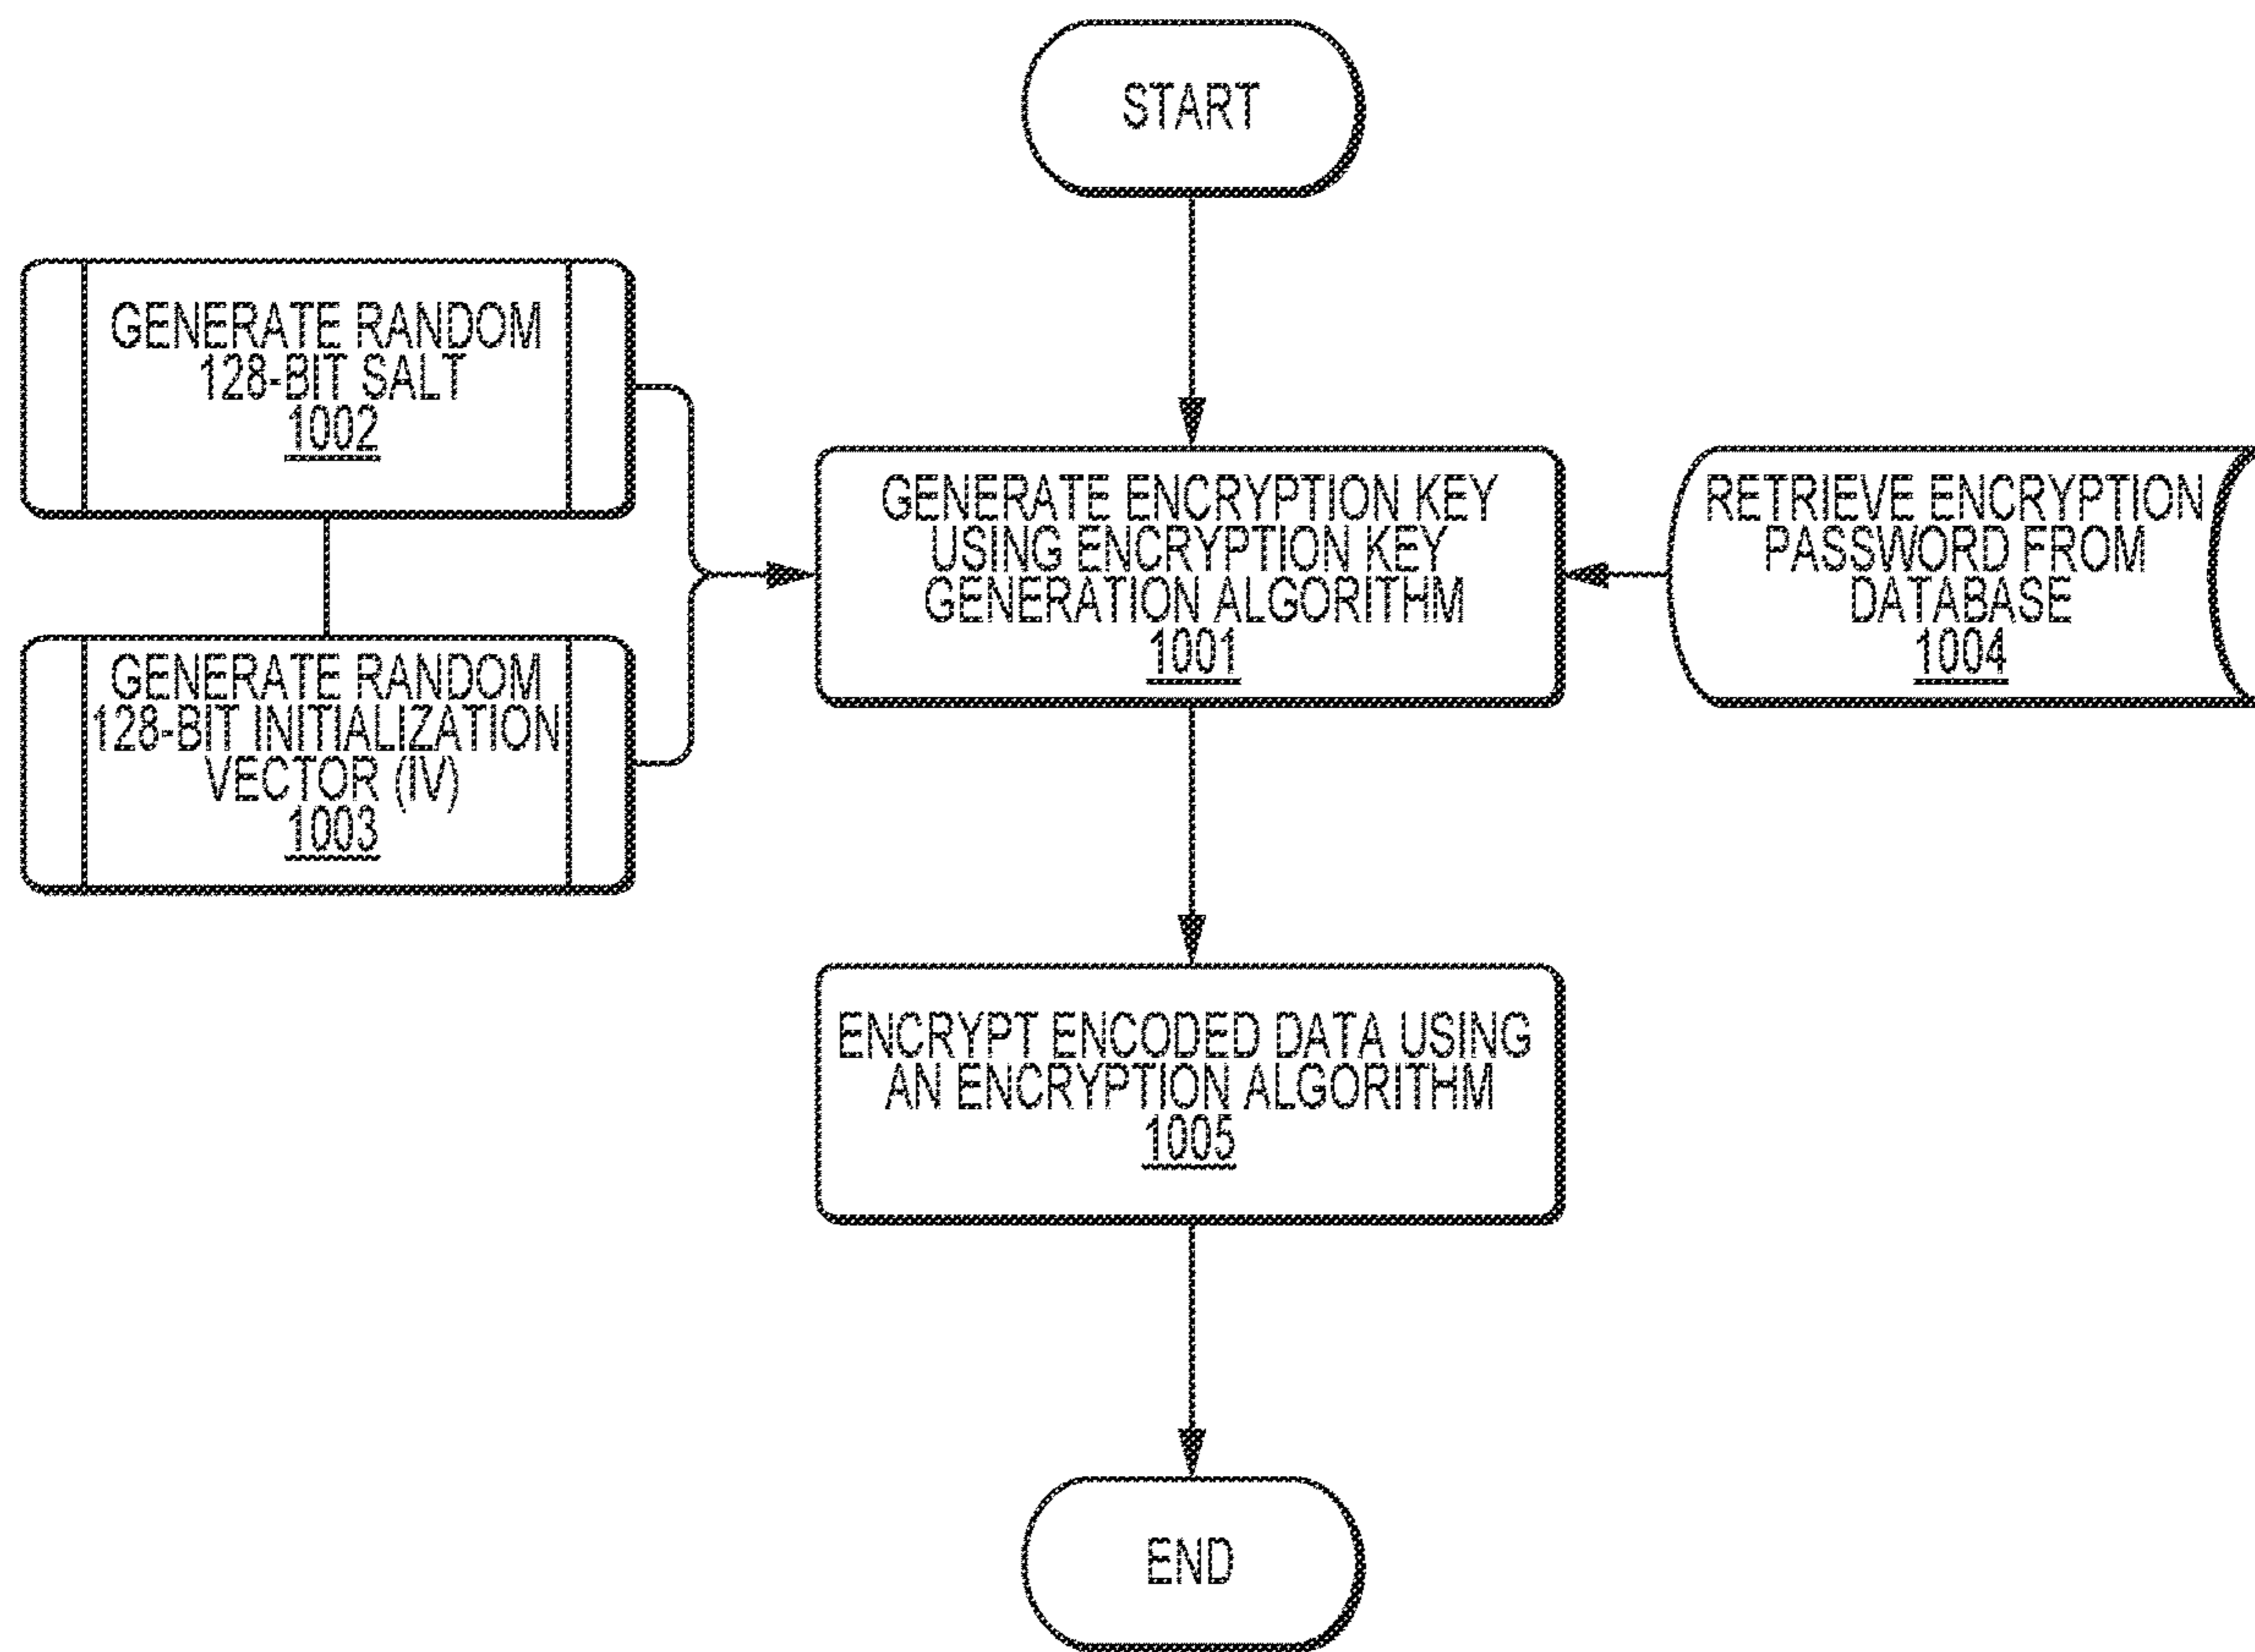 START
GENERATE RANDOM
128-BIT SALT
1002
GENERATE RANDOM
128-BIT INITIALIZATION
VECTOR (IV)
1003
GENERATE ENCRYPTION KEY
USING ENCRYPTION KEY
GENERATION ALGORITHM
1001
RETRIEVE ENCRYPTION
PASSWORD FROM
DATABASE
1004
ENCRYPT ENCODED DATA USING
AN ENCRYPTION ALGORITHM
1005
END